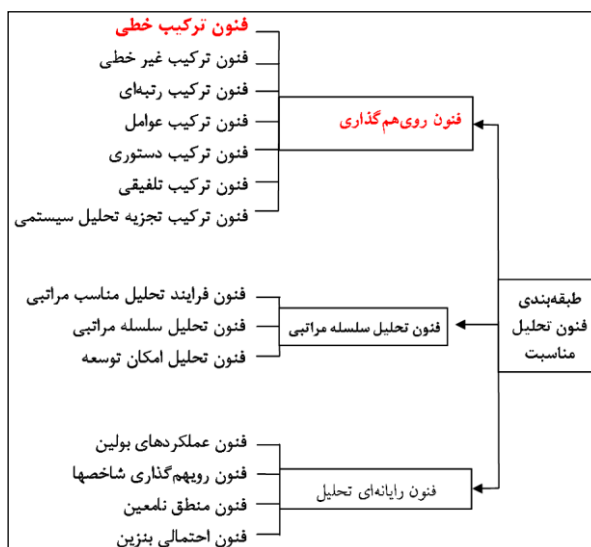 طبقه‌بندی
فنون تحلیل
مناسبت
فنون روی‌هم‌گذاری
فنون ترکیب خطی
فنون ترکیب غیر خطی
فنون ترکیب رتبه‌ای
فنون ترکیب عوامل
فنون ترکیب دستوری
فنون ترکیب تلفیقی
فنون ترکیب تجزیه تحلیل سیستمی
فنون تحلیل سلسله مراتبی
فنون فرایند تحلیل مناسب مراتبی
فنون تحلیل سلسله مراتبی
فنون تحلیل امکان توسعه
فنون رایانه‌ای تحلیل
فنون عملکردهای بولین
فنون رویهم‌گذاری شاخصها
فنون منطق نامعین
فنون احتمالی بنزین